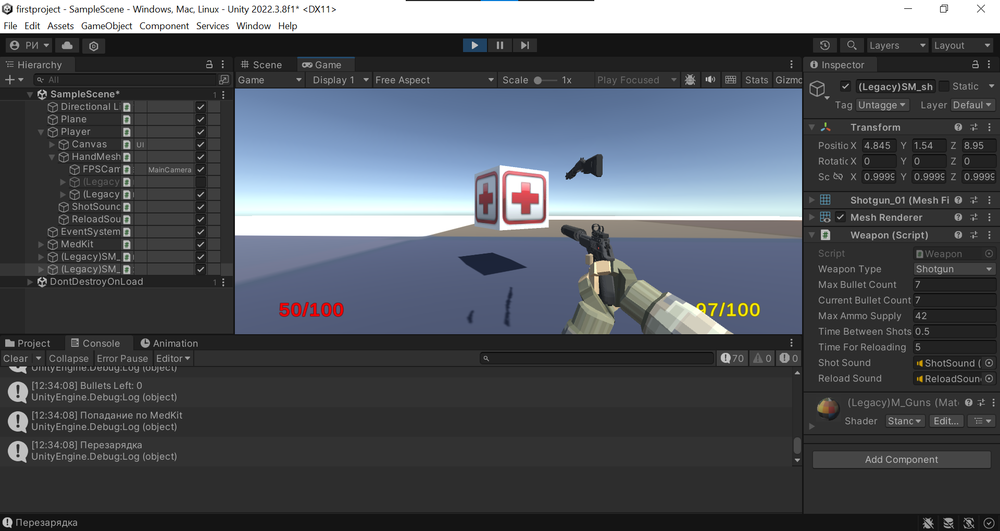 firstproject - SampleScene - Windows, Mac, Linux - Unity 2022.3.8f1* <DX11>
File Edit Assets GameObject Component Services Window Help
РИ
Layers
Layout
Hierarchy
Scene
Game
Inspector
All
Game
Display 1
Free Aspect
Scale
1x
Play Focused
Stats
Gizmo
SampleScene*
1
Directional Li
Plane
Player
Canvas
UI
HandMesh
FPSCam
MainCamera
(Legacy
(Legacy
ShotSound
ReloadSou
EventSystem
MedKit
(Legacy)SM_
(Legacy)SM_
DontDestroyOnLoad
1
50/100
97/100
(Legacy)SM_sh
Static
Tag
Untagge
Layer
Defaul
Transform
Positio X 4.845 Y 1.54 Z 8.95
Rotatic X 0 Y 0 Z 0
Sc X 0.9999 Y 0.9999 Z 0.9999
Shotgun_01 (Mesh Fi
Mesh Renderer
Weapon (Script)
Script
Weapon
Weapon Type
Shotgun
Max Bullet Count
7
Current Bullet Count
7
Max Ammo Supply
42
Time Between Shots
0.5
Time For Reloading
5
Shot Sound
ShotSound (
Reload Sound
ReloadSoun
(Legacy)M_Guns (Mat
Shader
Stanc
Edit...
Add Component
Project
Console
Animation
Clear
Collapse
Error Pause
Editor
70
0
0
UnityEngine.Debug:Log (object)
[12:34:08] Bullets Left: 0
UnityEngine.Debug:Log (object)
[12:34:08] Попадание по MedKit
UnityEngine.Debug:Log (object)
[12:34:08] Перезарядка
UnityEngine.Debug:Log (object)
Перезарядка